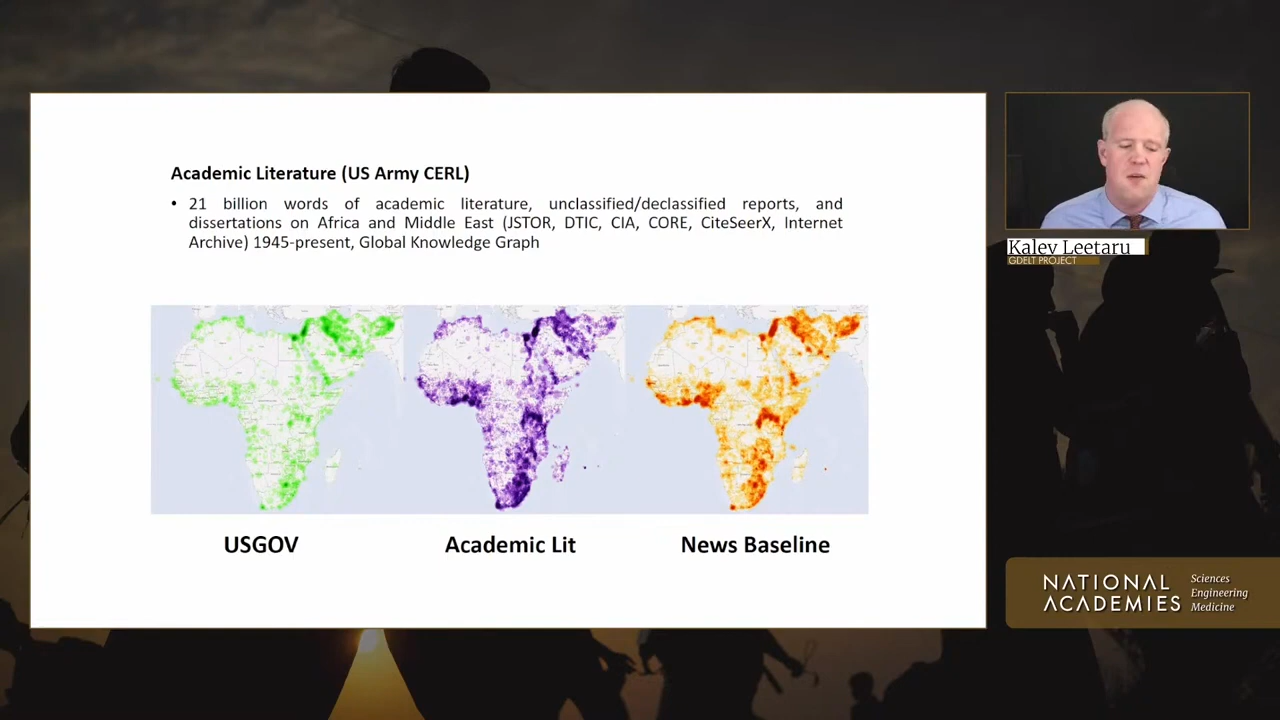 Academic Literature (US Army CERL)
• 21 billion words of academic literature, unclassified/declassified reports, and
dissertations on Africa and Middle East (JSTOR, DTIC, CIA, CORE, CiteSeerX, Internet
Archive) 1945-present, Global Knowledge Graph
USGOV
Academic Lit
News Baseline
Kalev Leetaru
GDELT PROJECT
NATIONAL
ACADEMIES
Sciences
Engineering
Medicine